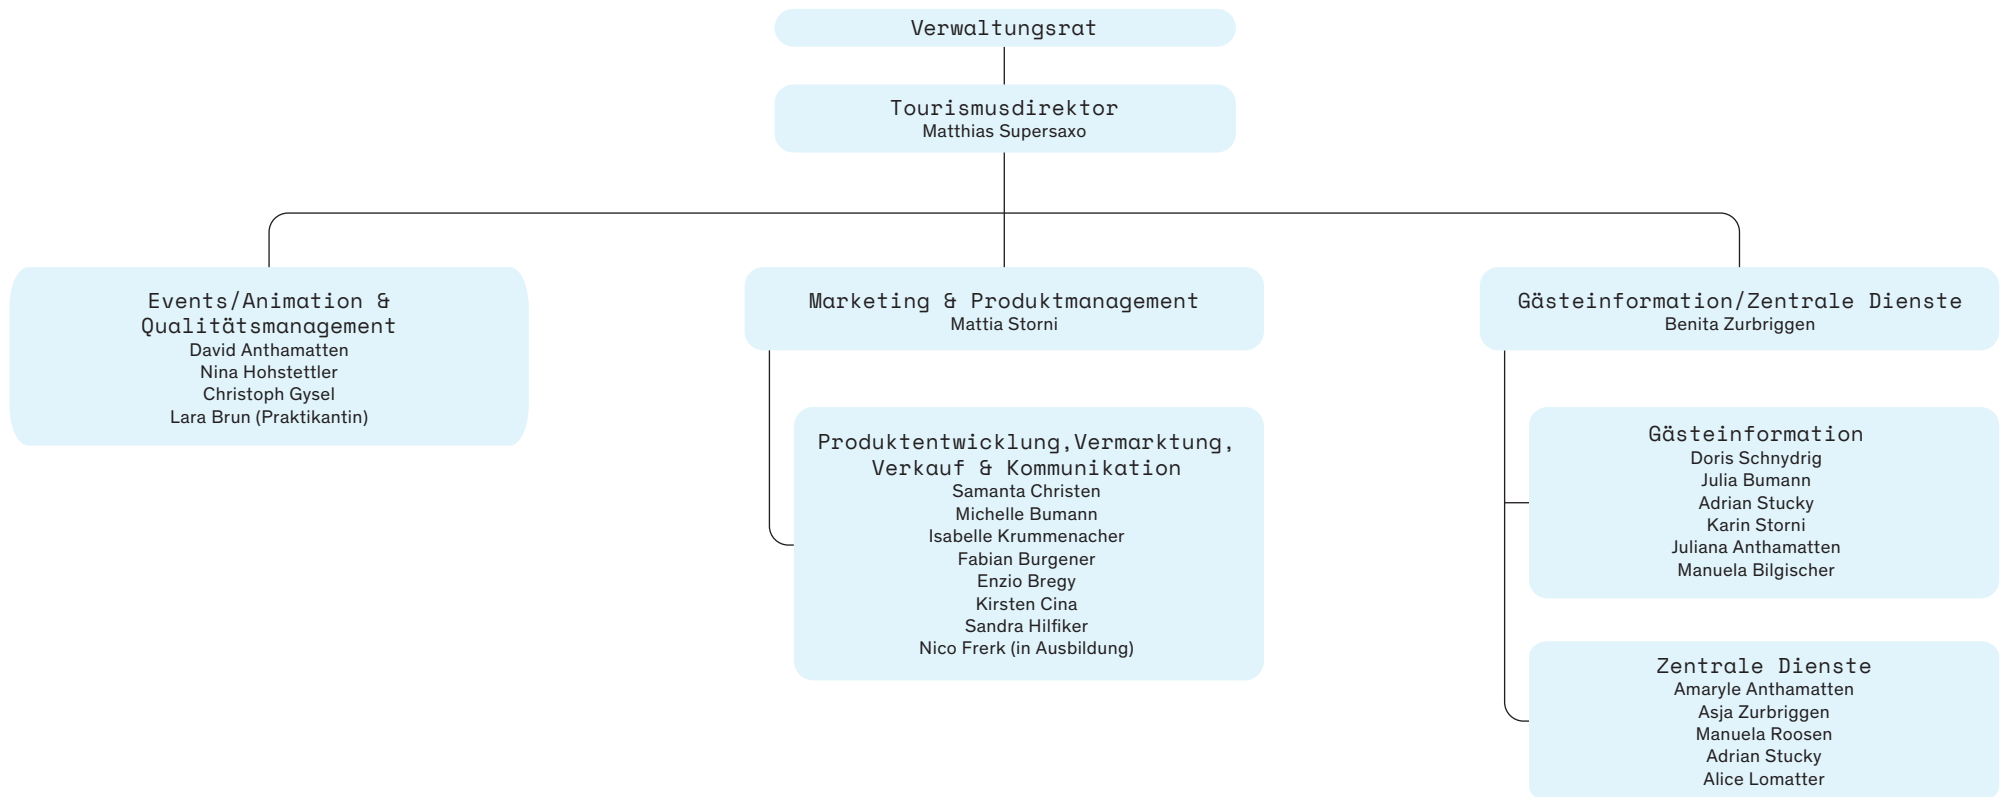 Verwaltungsrat
Tourismusdirektor
Matthias Supersaxo
Events/Animation &
Qualitätsmanagement
David Anthamatten
Nina Hohstettler
Christoph Gysel
Lara Brun (Praktikantin)
Marketing & Produktmanagement
Mattia Storni
Produktentwicklung,Vermarktung,
Verkauf & Kommunikation
Samanta Christen
Michelle Bumann
Isabelle Krummenacher
Fabian Burgener
Enzio Bregy
Kirsten Cina
Sandra Hilfiker
Nico Frerk (in Ausbildung)
Gästeinformation/Zentrale Dienste
Benita Zurbriggen
Gästeinformation
Doris Schnydrig
Julia Bumann
Adrian Stucky
Karin Storni
Juliana Anthamatten
Manuela Bilgischer
Zentrale Dienste
Amaryle Anthamatten
Asja Zurbriggen
Manuela Roosen
Adrian Stucky
Alice Lomatter